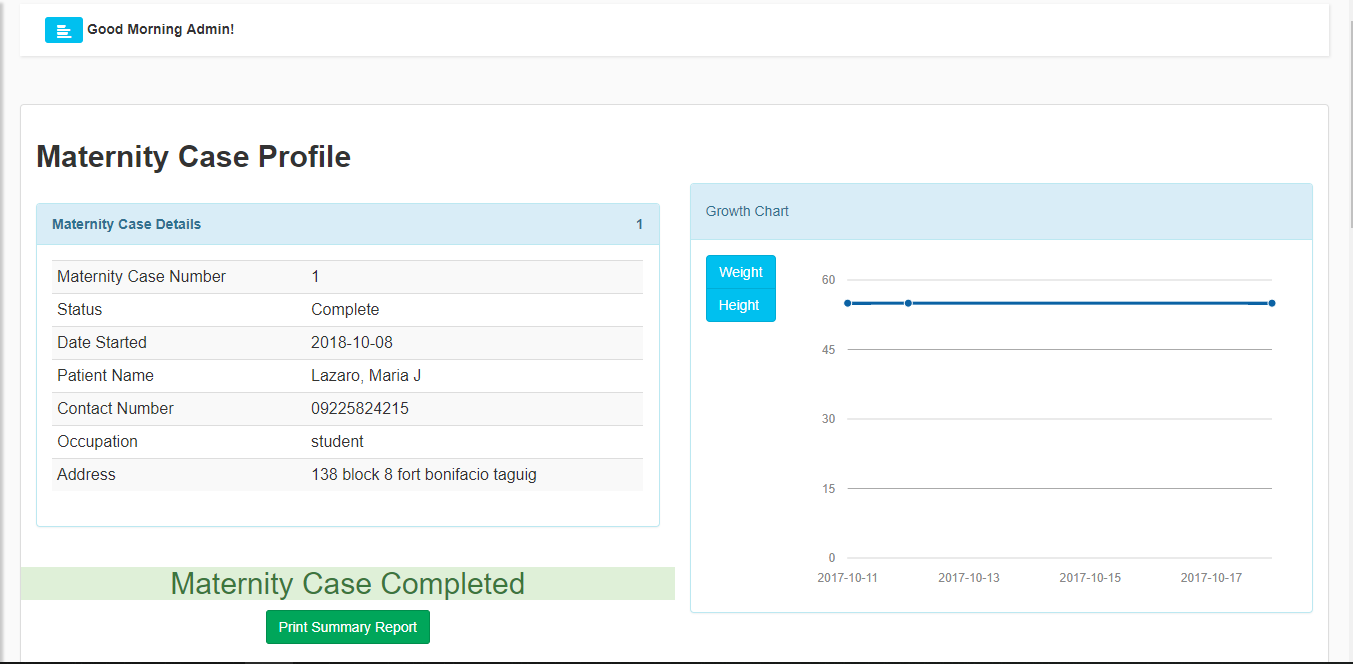 Good Morning Admin!
Maternity Case Profile
Maternity Case Details 1
Maternity Case Number 1
Status Complete
Date Started 2018-10-08
Patient Name Lazaro, Maria J
Contact Number 09225824215
Occupation student
Address 138 block 8 fort bonifacio taguig
Maternity Case Completed
Print Summary Report
Growth Chart
Weight
Height
60
45
30
15
0
2017-10-11 2017-10-13 2017-10-15 2017-10-17